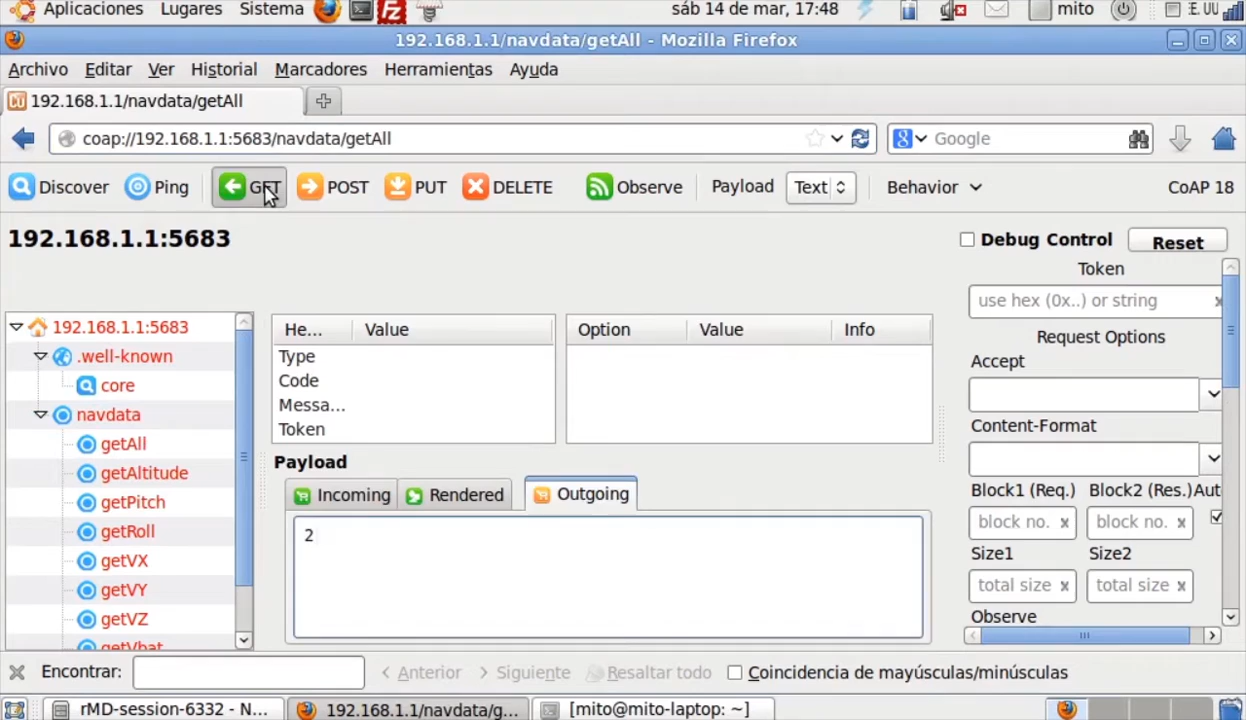 Aplicaciones Lugares Sistema sáb 14 de mar, 17:48 mito E. UU
192.168.1.1/navdata/getAll - Mozilla Firefox
Archivo Editar Ver Historial Marcadores Herramientas Ayuda
192.168.1.1/navdata/getAll
coap://192.168.1.1:5683/navdata/getAll Google
Discover Ping GET POST PUT DELETE Observe Payload Text Behavior CoAP 18
192.168.1.1:5683
Debug Control Reset
Token
use hex (0x..) or string
Request Options
Accept
Content-Format
Block1 (Req.) Block2 (Res.) Aut
block no. x block no. x
Size1 Size2
total size x total size x
Observe
192.168.1.1:5683
.well-known
core
navdata
getAll
getAltitude
getPitch
getRoll
getVX
getVY
getVZ
getVbat
He... Value
Type
Code
Messa...
Token
Option Value Info
Payload
Incoming Rendered Outgoing
2
Encontrar: Anterior Siguiente Resaltar todo Coincidencia de mayúsculas/minúsculas
rMD-session-6332 - N... 192.168.1.1/navdata/g... [mito@mito-laptop: ~]